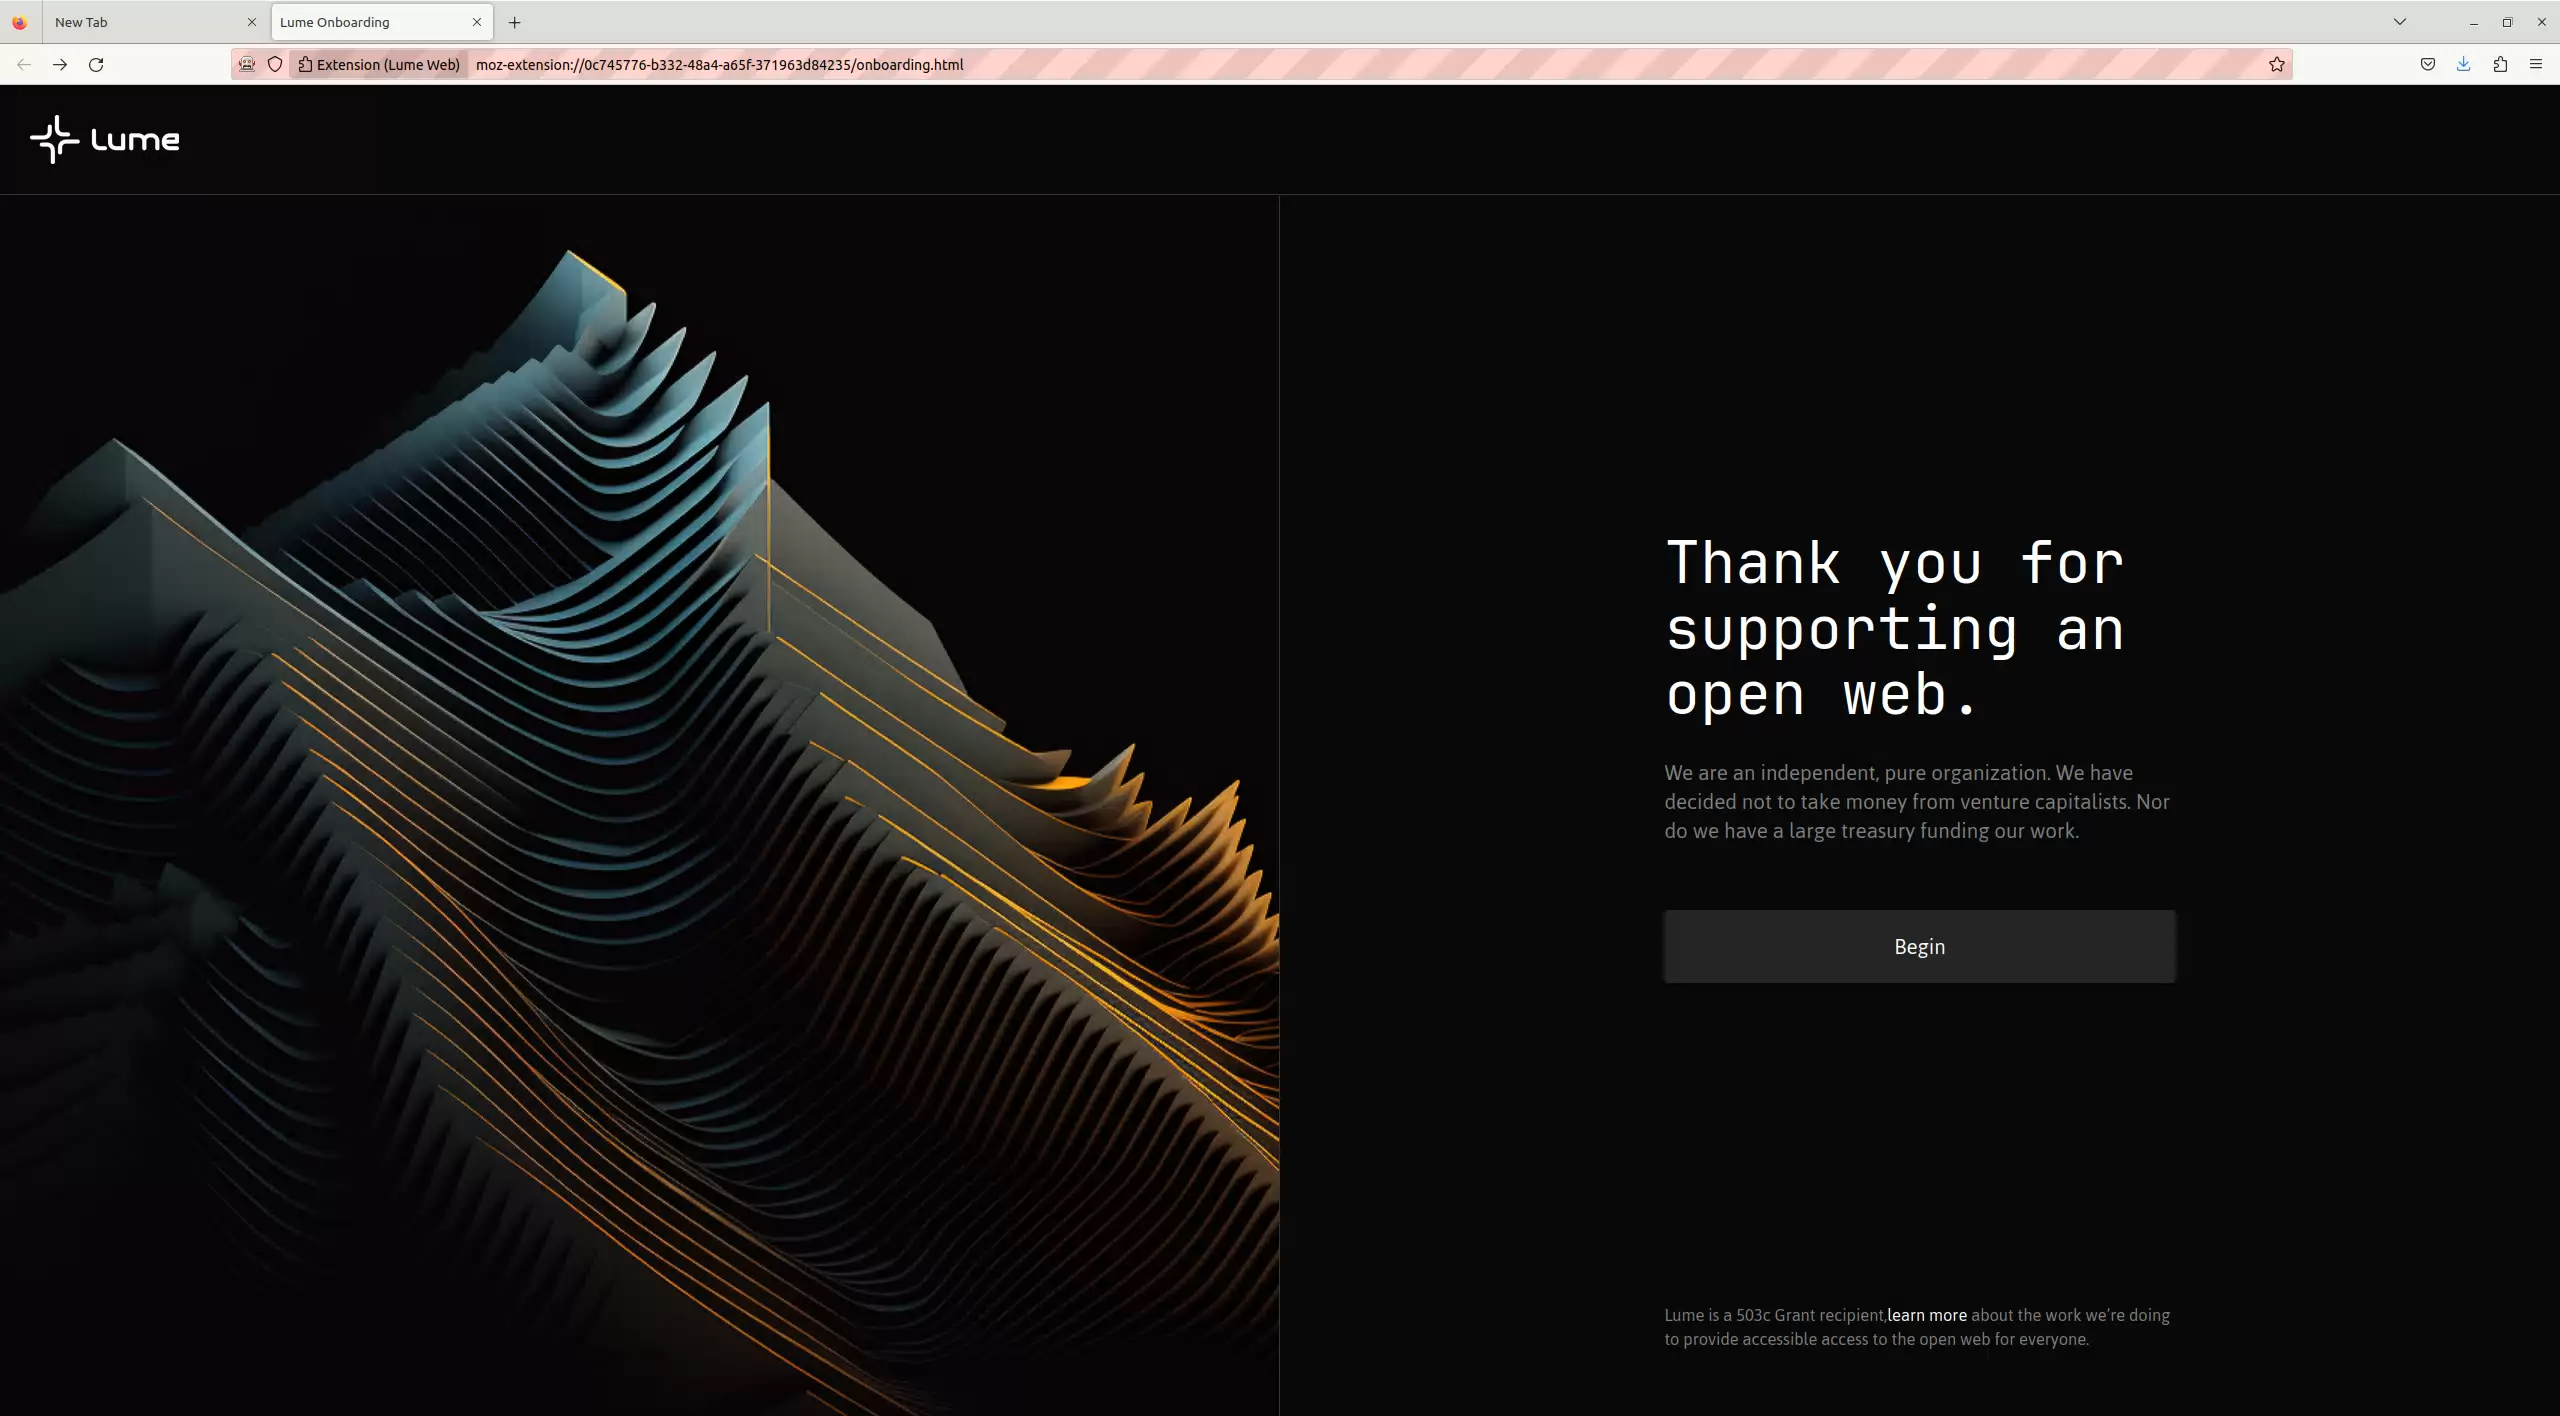 New Tab
Lume Onboarding
Extension (Lume Web)
moz-extension://0c745776-b332-48a4-a65f-371963d84235/onboarding.html
Lume
Thank you for
supporting an
open web.
We are an independent, pure organization. We have
decided not to take money from venture capitalists. Nor
do we have a large treasury funding our work.
Begin
Lume is a 503c Grant recipient,learn more about the work we're doing
to provide accessible access to the open web for everyone.